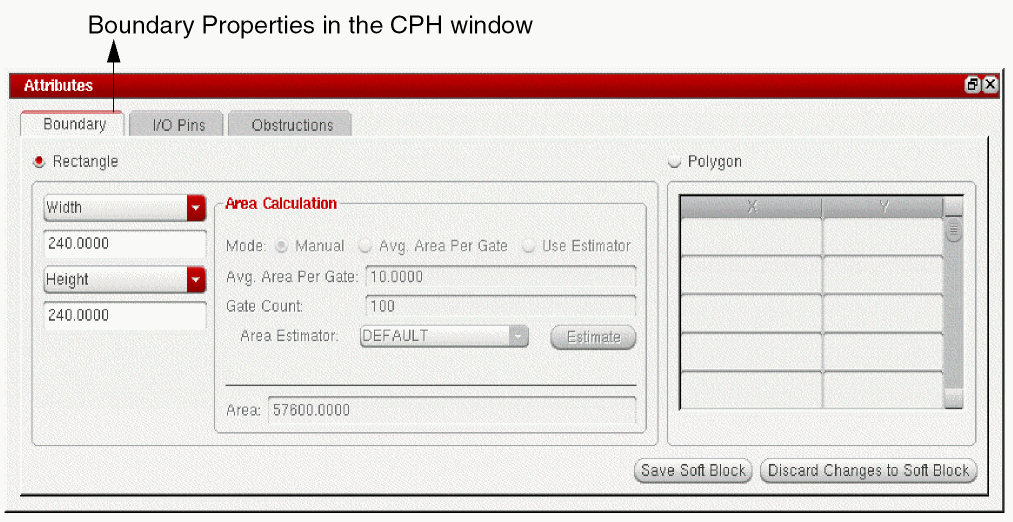 Boundary Properties in the CPH window
Attributes
Boundary
I/O Pins
Obstructions
Rectangle
Polygon
Width
240.0000
Height
240.0000
Area Calculation
Mode: Manual Avg. Area Per Gate Use Estimator
Avg. Area Per Gate: 10.0000
Gate Count: 100
Area Estimator: DEFAULT Estimate
Area: 57600.0000
X Y
Save Soft Block
Discard Changes to Soft Block